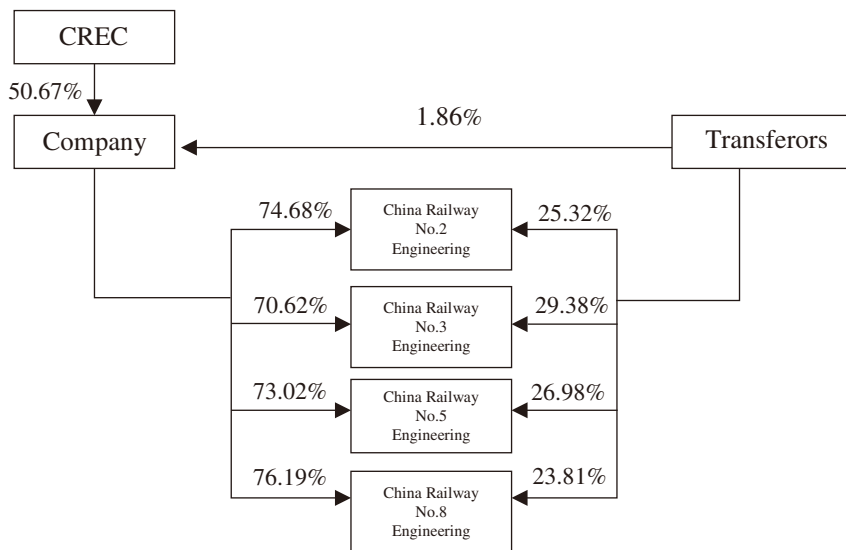 CREC
50.67%
1.86%
Company
Transferors
74.68%
China Railway
No.2
Engineering
25.32%
70.62%
China Railway
No.3
Engineering
29.38%
73.02%
China Railway
No.5
Engineering
26.98%
76.19%
China Railway
No.8
Engineering
23.81%